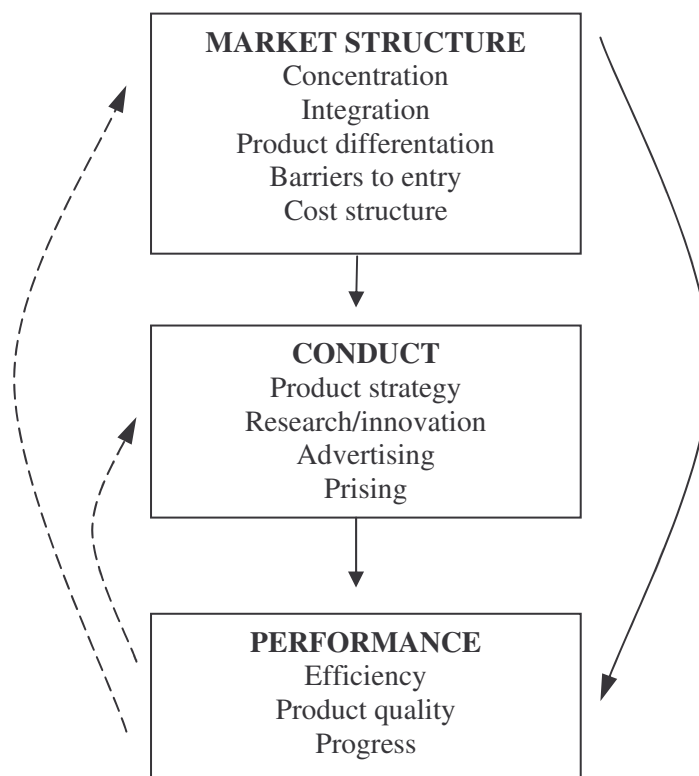 MARKET STRUCTURE
Concentration
Integration
Product differentation
Barriers to entry
Cost structure
CONDUCT
Product strategy
Research/innovation
Advertising
Prising
PERFORMANCE
Efficiency
Product quality
Progress